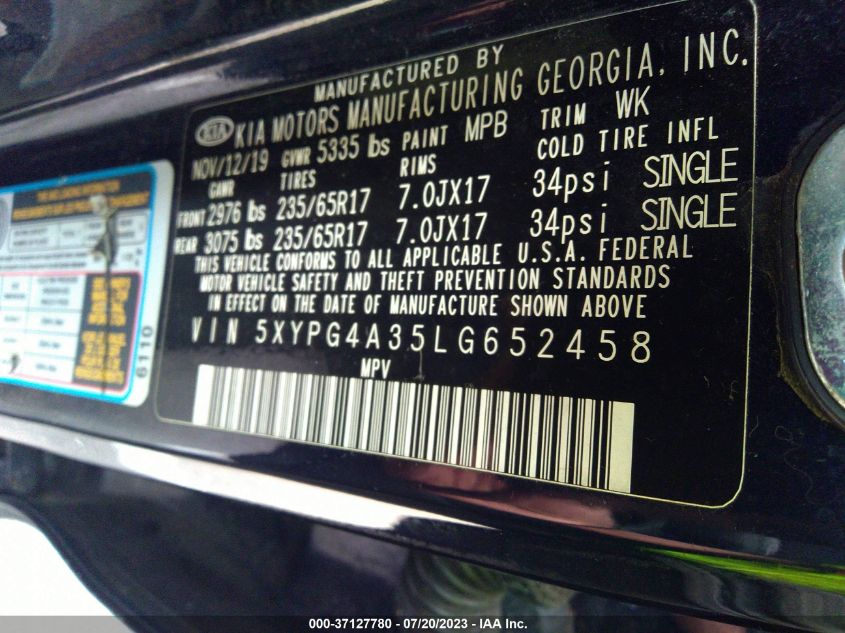 MANUFACTURED BY
KIA KIA MOTORS MANUFACTURING GEORGIA, INC.
NOV/12/19 GVWR 5335 lbs PAINT MPB TRIM WK
GAWR TIRES RIMS COLD TIRE INFL
FRONT 2976 lbs 235/65R17 7.0JX17 34psi SINGLE
REAR 3075 lbs 235/65R17 7.0JX17 34psi SINGLE
THIS VEHICLE CONFORMS TO ALL APPLICABLE U.S.A. FEDERAL
MOTOR VEHICLE SAFETY AND THEFT PREVENTION STANDARDS
IN EFFECT ON THE DATE OF MANUFACTURE SHOWN ABOVE
VIN 5XYPG4A35LG652458
MPV
6110
000-37127780 - 07/20/2023 - IAA Inc.